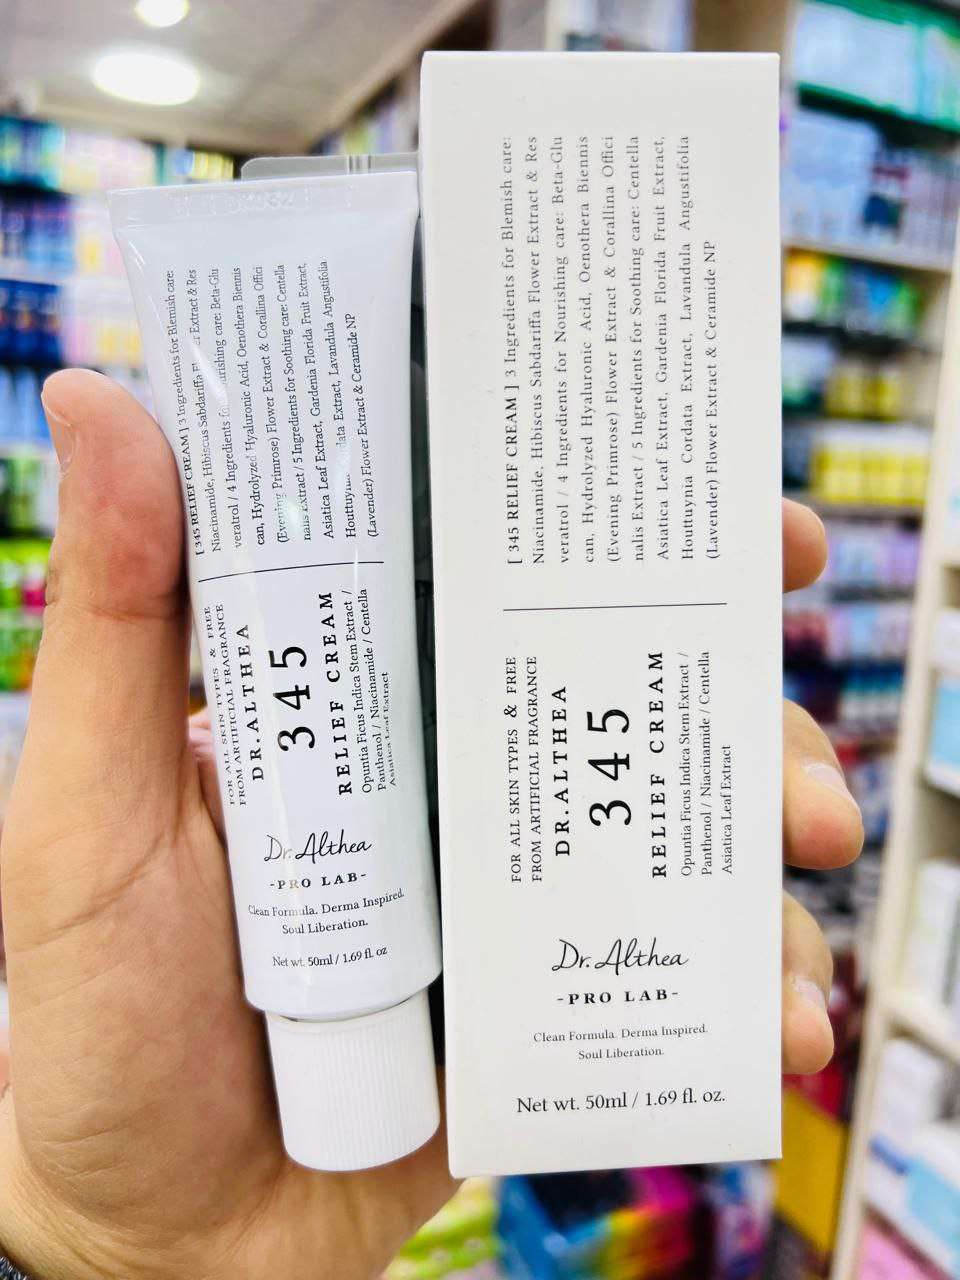 [ 345 RELIEF CREAM ] 3 Ingredients for Blemish care:
Niacinamide, Hibiscus Sabdariffa Extract & Res
veratrol / 4 Ingredients Nourishing care: Beta-Glu
can, Hydrolyzed Hyaluronic Acid, Oenothera Biennis
(Evening Primrose) Flower Extract & Corallina Offici
nalis Extract / 5 Ingredients for Soothing care: Centella
Asiatica Leaf Extract, Gardenia Florida Fruit Extract,
Houttuynia Extract, Lavandula Angustifolia
(Lavender) Flower Extract & Ceramide NP
FOR ALL SKIN TYPES & FREE
FROM ARTIFICIAL FRAGRANCE
DR.ALTHEA
345
RELIEF CREAM
Opuntia Ficus Indica Stem Extract /
Panthenol / Niacinamide / Centella
Asiatica Leaf Extract
Dr. Althea
-PRO LAB-
Clean Formula. Derma Inspired.
Soul Liberation.
Net wt. 50ml / 1.69 fl. oz
[ 345 RELIEF CREAM ] 3 Ingredients for Blemish care:
Niacinamide, Hibiscus Sabdariffa Flower Extract & Res
veratrol / 4 Ingredients for Nourishing care: Beta-Glu
can, Hydrolyzed Hyaluronic Acid, Oenothera Biennis
(Evening Primrose) Flower Extract & Corallina Offici
nalis Extract / 5 Ingredients for Soothing care: Centella
Asiatica Leaf Extract, Gardenia Florida Fruit Extract,
Houttuynia Cordata Extract, Lavandula Angustifolia
(Lavender) Flower Extract & Ceramide NP
FOR ALL SKIN TYPES & FREE
FROM ARTIFICIAL FRAGRANCE
DR.ALTHEA
345
RELIEF CREAM
Opuntia Ficus Indica Stem Extract /
Panthenol / Niacinamide / Centella
Asiatica Leaf Extract
Dr. Althea
-PRO LAB-
Clean Formula. Derma Inspired.
Soul Liberation.
Net wt. 50ml / 1.69 fl. oz.